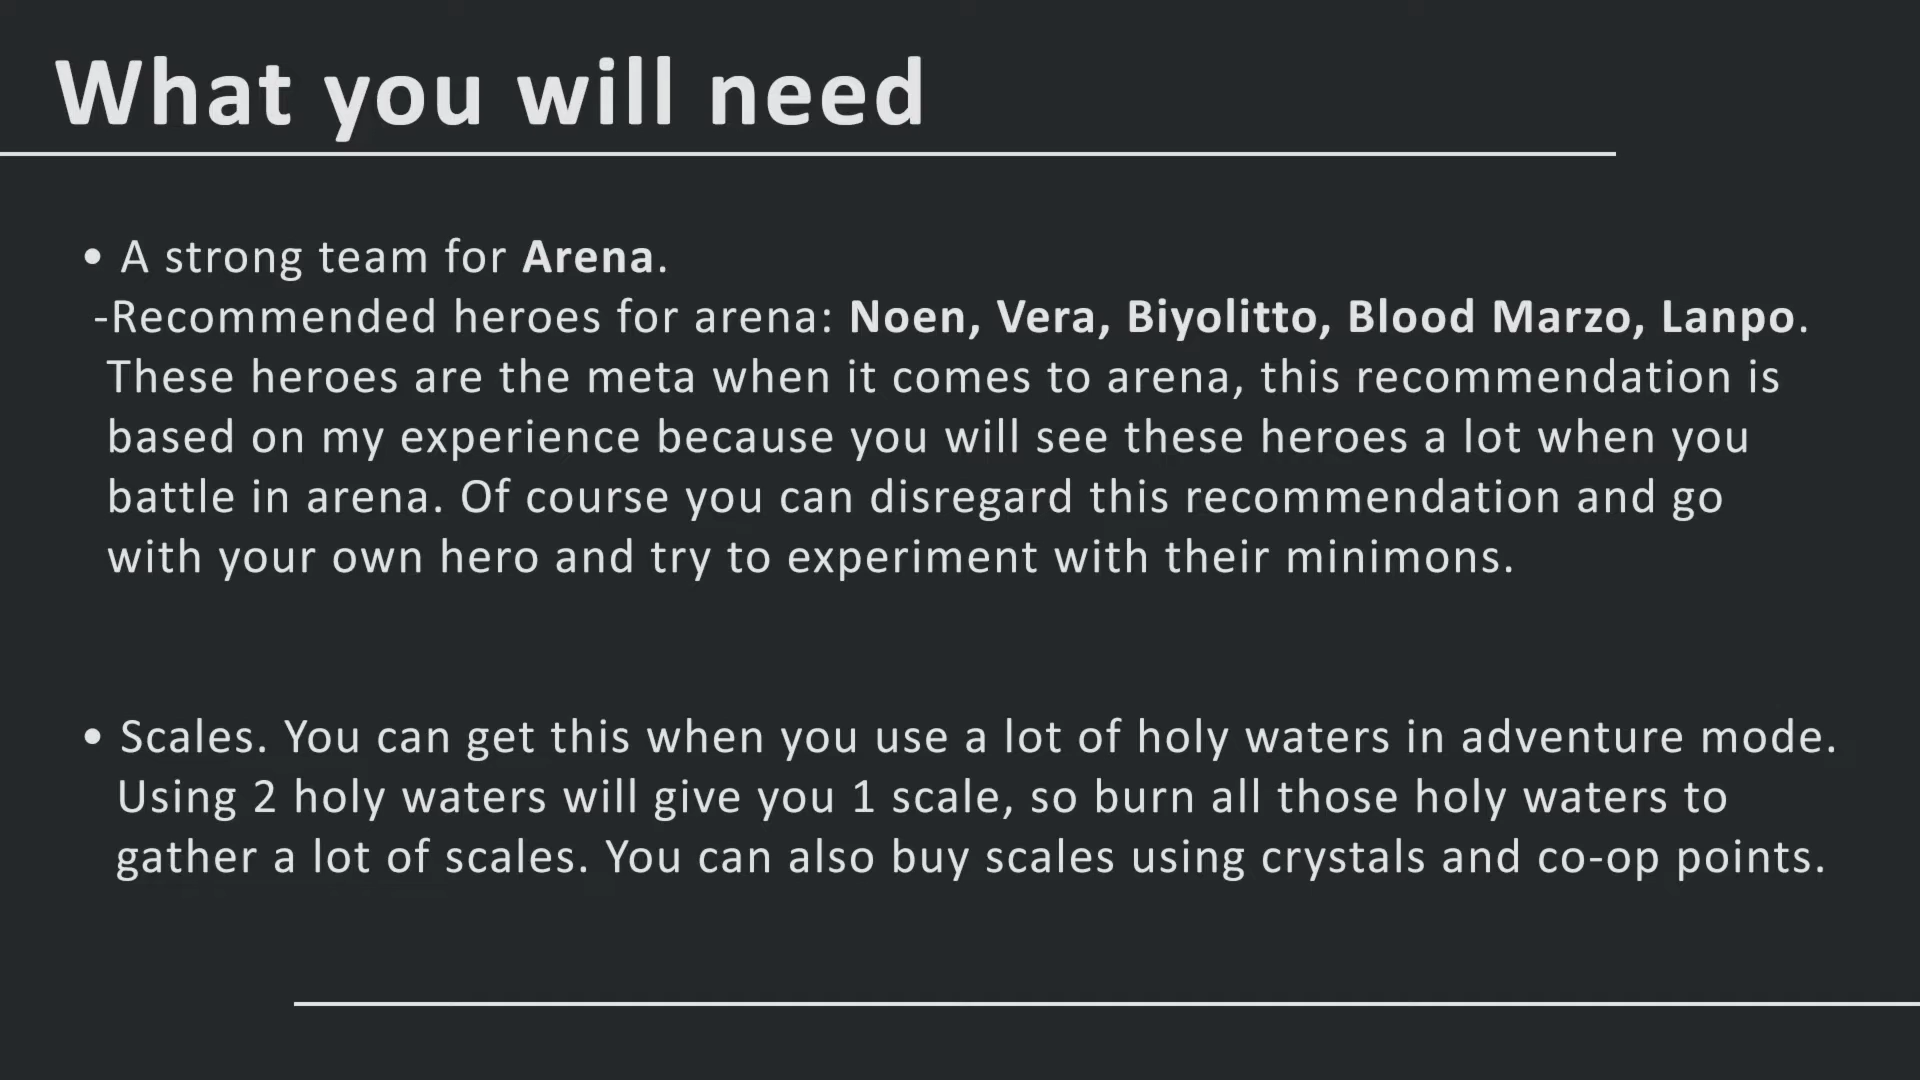 What you will need
• A strong team for Arena.
-Recommended heroes for arena: Noen, Vera, Biyolitto, Blood Marzo, Lanpo.
These heroes are the meta when it comes to arena, this recommendation is
based on my experience because you will see these heroes a lot when you
battle in arena. Of course you can disregard this recommendation and go
with your own hero and try to experiment with their minimons.
• Scales. You can get this when you use a lot of holy waters in adventure mode.
Using 2 holy waters will give you 1 scale, so burn all those holy waters to
gather a lot of scales. You can also buy scales using crystals and co-op points.